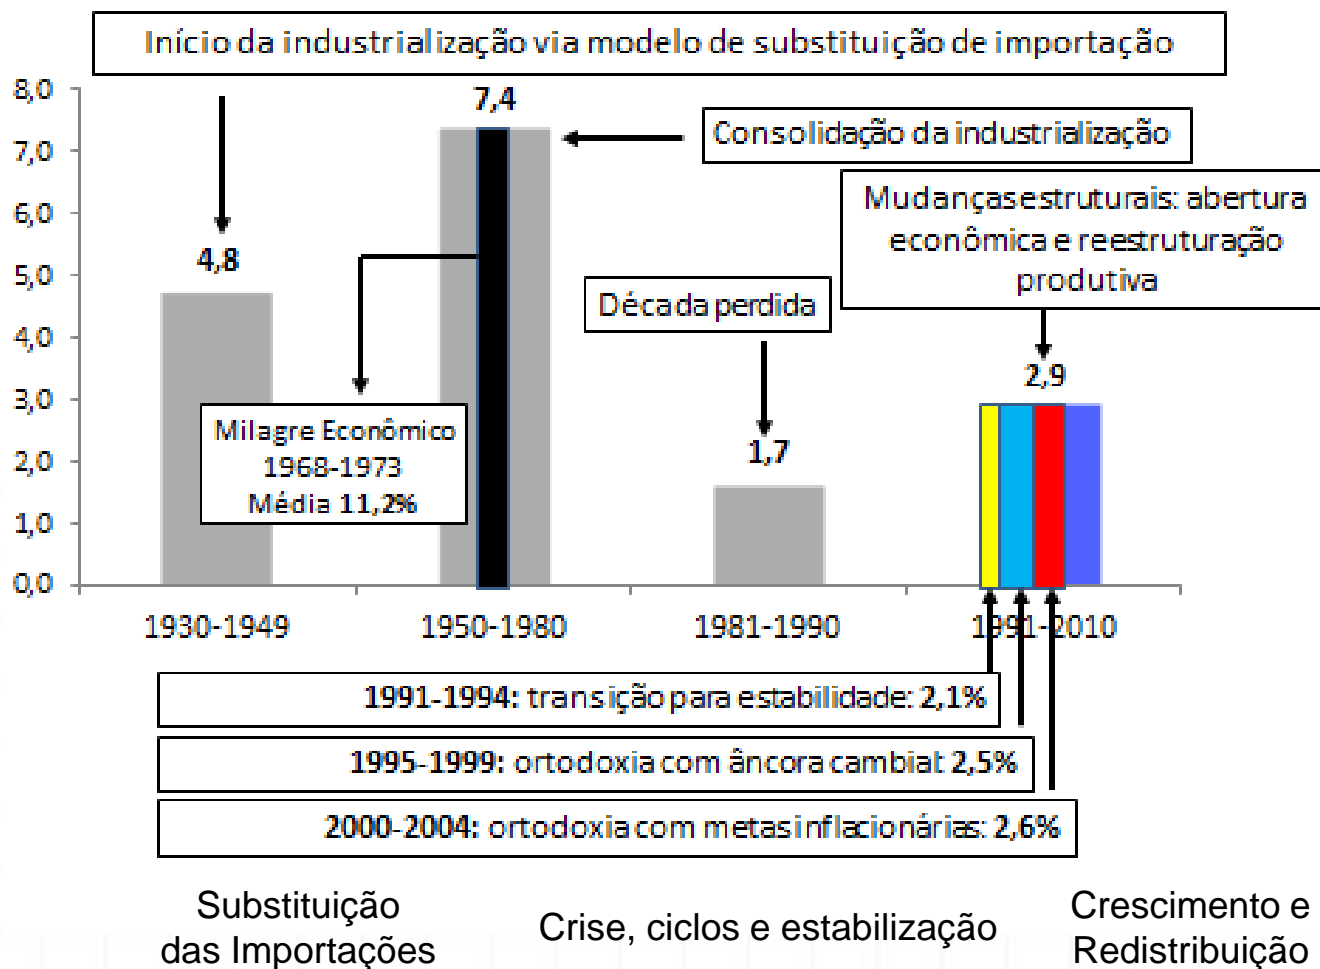 Início da industrialização via modelo de substituição de importação
8,0
7,0
6,0
5,0
4,0
3,0
2,0
1,0
0,0
4,8
7,4
1,7
2,9
Consolidação da industrialização
Mudanças estruturais: abertura
econômica e reestruturação
produtiva
Década perdida
Milagre Econômico
1968-1973
Média 11,2%
1930-1949
1950-1980
1981-1990
1991-2010
1991-1994: transição para estabilidade: 2,1%
1995-1999: ortodoxia com âncora cambial: 2,5%
2000-2004: ortodoxia com metas inflacionárias: 2,6%
Substituição
das Importações
Crise, ciclos e estabilização
Crescimento e
Redistribuição